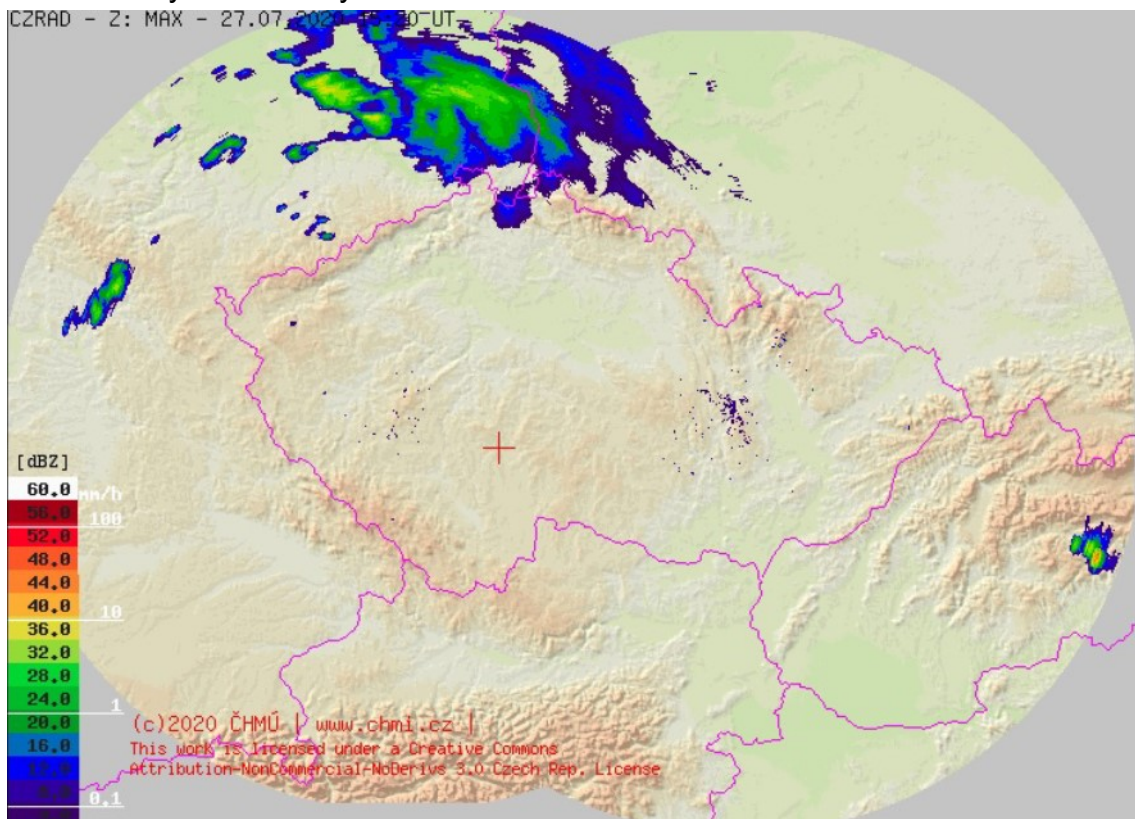 CZRAD - Z: MAX - 27.07.2020 UT
[dBZ]
60.0 mm/h
56.0
100
52.0
48.0
44.0
40.0
10
36.0
32.0
28.0
24.0
1
20.0
16.0
0.1
(c)2020 ČHMÚ | www.chmi.cz |
This work is licensed under a Creative Commons
Attribution-NonCommercial-NoDerivs 3.0 Czech Rep. License